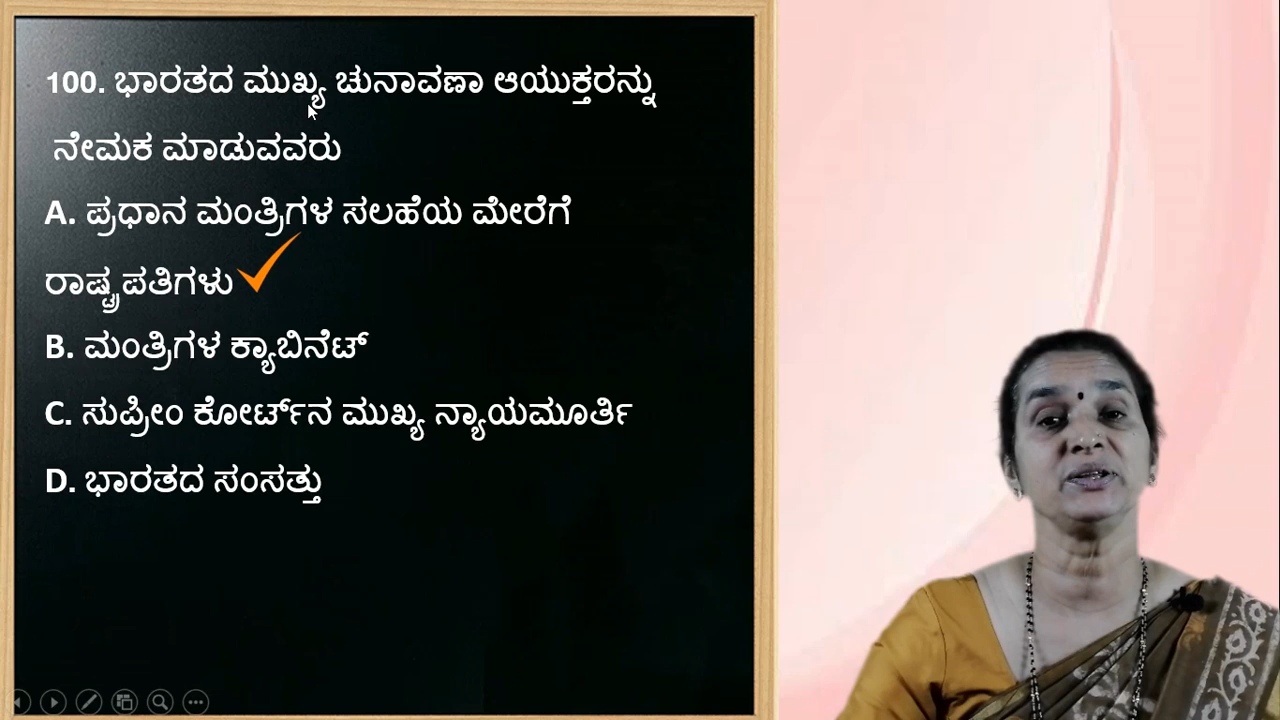 100. ಭಾರತದ ಮುಖ್ಯ ಚುನಾವಣಾ ಆಯುಕ್ತರನ್ನು
ನೇಮಕ ಮಾಡುವವರು
A. ಪ್ರಧಾನ ಮಂತ್ರಿಗಳ ಸಲಹೆಯ ಮೇರೆಗೆ
ರಾಷ್ಟ್ರಪತಿಗಳು
B. ಮಂತ್ರಿಗಳ ಕ್ಯಾಬಿನೆಟ್
C. ಸುಪ್ರೀಂ ಕೋರ್ಟ್‌ನ ಮುಖ್ಯ ನ್ಯಾಯಮೂರ್ತಿ
D. ಭಾರತದ ಸಂಸತ್ತು